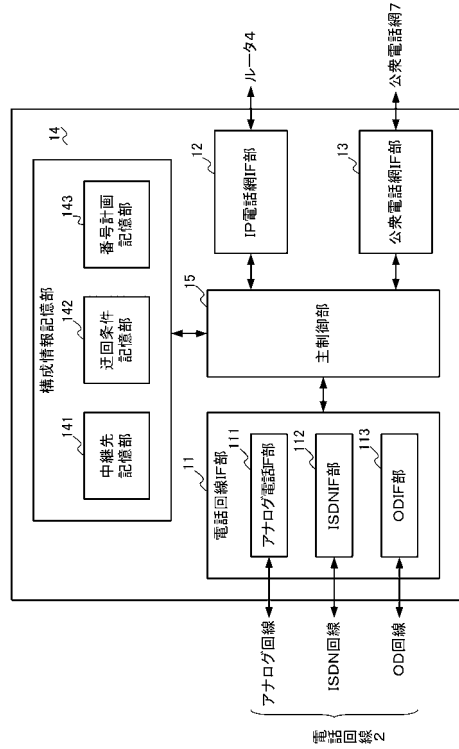 14
構成情報記憶部
141
中継先
記憶部
142
迂回条件
記憶部
143
番号計画
記憶部
11
電話回線IF部
111
アナログ電話IF部
112
ISDNIF部
113
ODIF部
15
主制御部
12
IP電話網IF部
13
公衆電話網IF部
ルータ4
公衆電話網7
アナログ回線
ISDN回線
OD回線
電話回線2